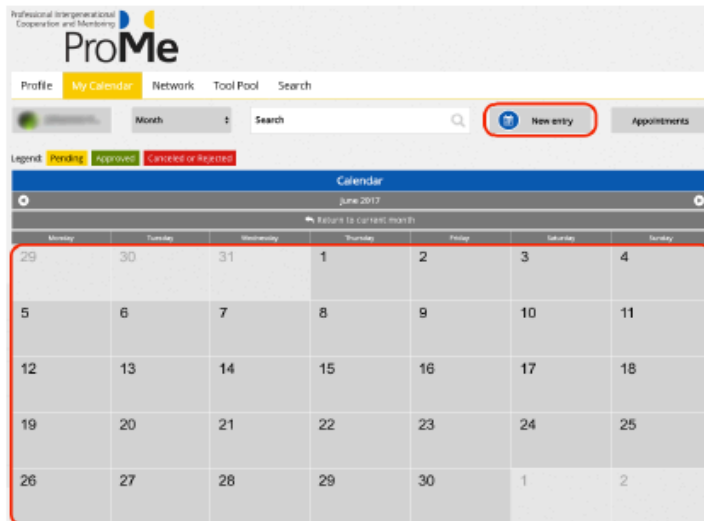 Professional Intergenerational
Cooperation and Mentoring
ProMe
Profile My Calendar Network Tool Pool Search
Month Search New entry Appointments
Legend: Pending Approved Canceled or Rejected
Calendar
June 2017
Return to current month
Monday Tuesday Wednesday Thursday Friday Saturday Sunday
29 30 31 1 2 3 4
5 6 7 8 9 10 11
12 13 14 15 16 17 18
19 20 21 22 23 24 25
26 27 28 29 30 1 2